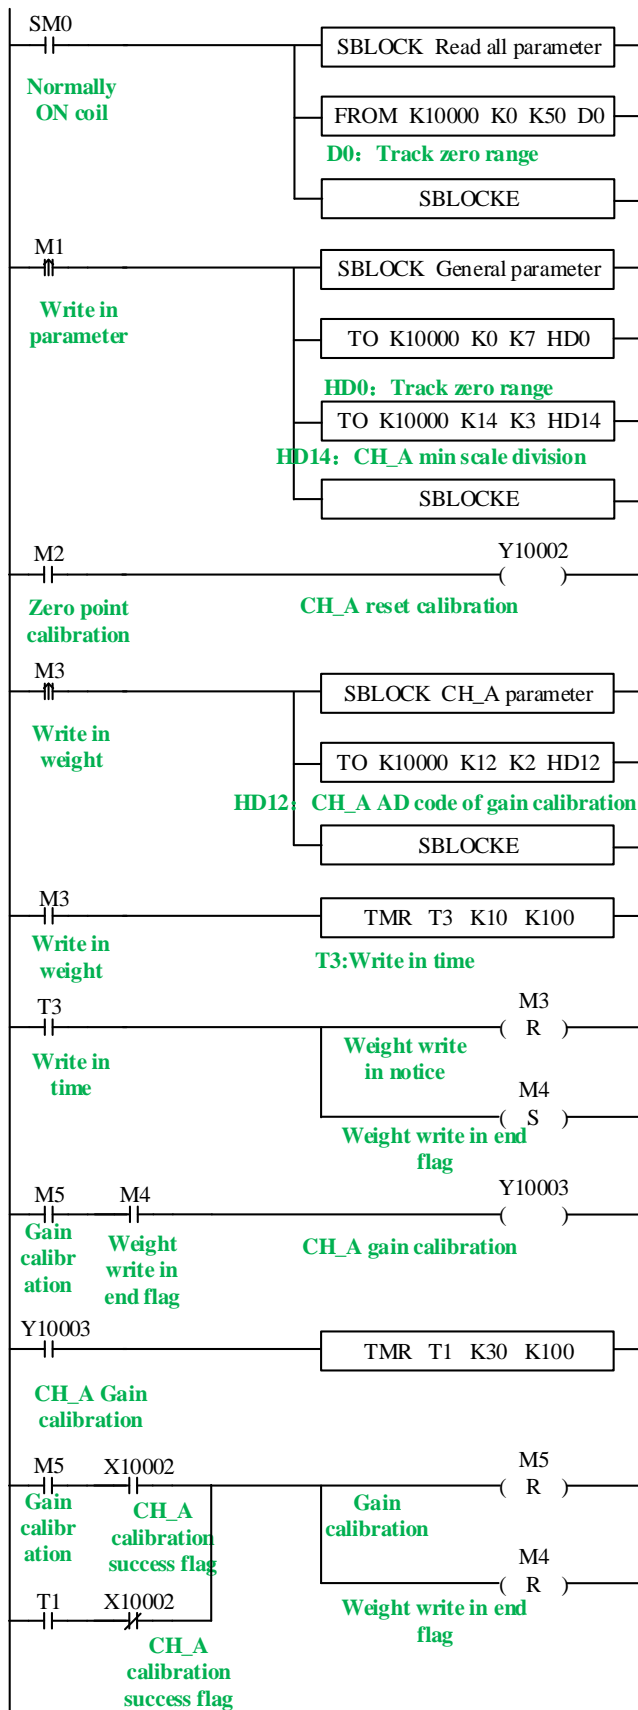 SM0
SBLOCK Read all parameter
Normally
ON coil
FROM K10000 K0 K50 D0
D0：Track zero range
SBLOCKE
M1
SBLOCK General parameter
Write in
parameter
TO K10000 K0 K7 HD0
HD0：Track zero range
TO K10000 K14 K3 HD14
HD14：CH_A min scale division
SBLOCKE
M2
Y10002
( )
Zero point
calibration
CH_A reset calibration
M3
SBLOCK CH_A parameter
Write in
weight
TO K10000 K12 K2 HD12
HD12：CH_A AD code of gain calibration
SBLOCKE
M3
TMR T3 K10 K100
Write in
weight
T3:Write in time
T3
M3
( R )
Write in
time
Weight write
in notice
M4
( S )
Weight write in end
flag
M5
M4
Y10003
( )
Gain
calibr
ation
Weight
write in
end flag
CH_A gain calibration
Y10003
TMR T1 K30 K100
CH_A Gain
calibration
M5
X10002
M5
( R )
Gain
calibr
ation
CH_A
calibration
success flag
Gain
calibration
M4
( R )
T1
X10002
Weight write in end
flag
CH_A
calibration
success flag